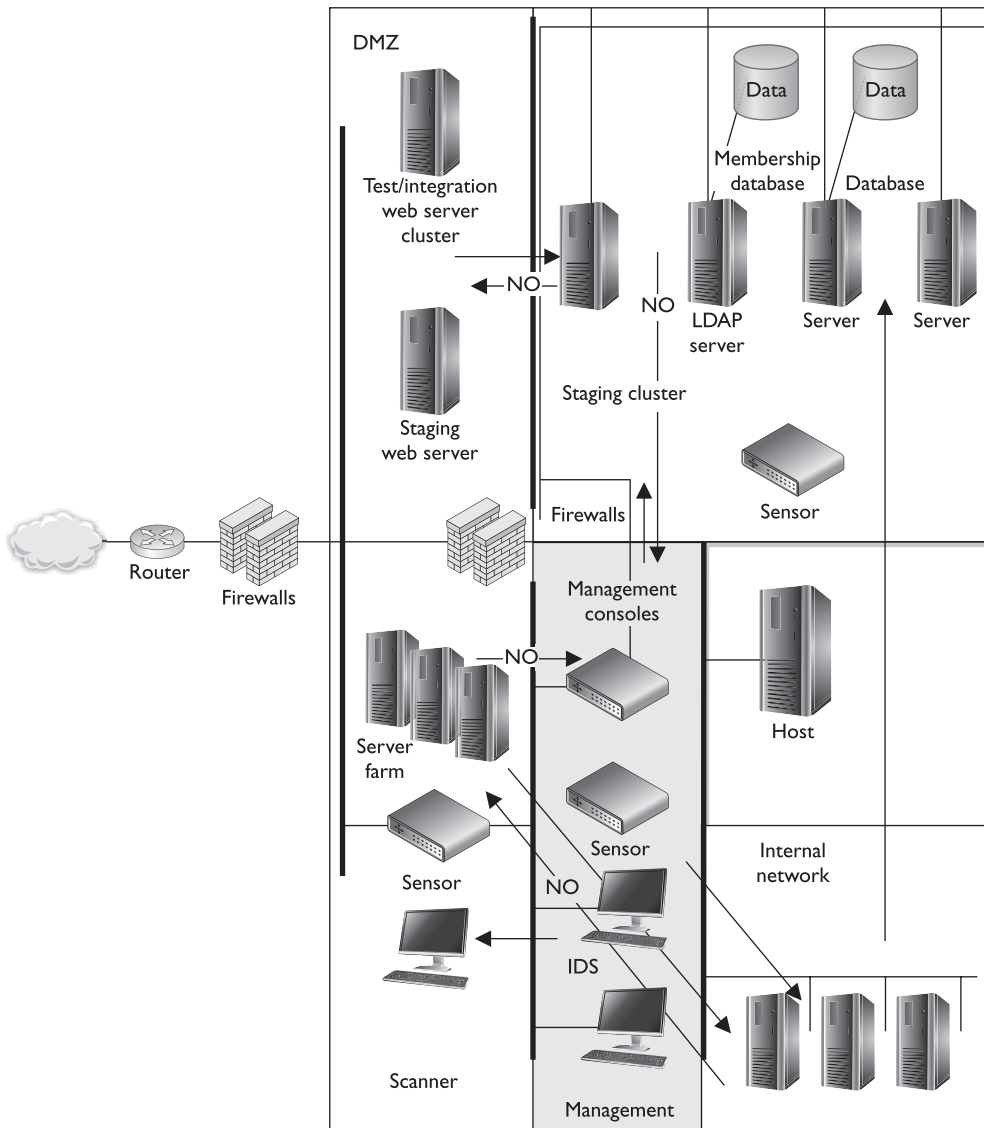 DMZ
Data
Data
Membership
database
Database
Test/integration
web server
cluster
NO
NO
LDAP
server
Server
Server
Staging cluster
Staging
web server
Sensor
Firewalls
Router
Firewalls
Management
consoles
NO
Host
Server
farm
Sensor
Internal
network
Sensor
NO
IDS
Scanner
Management